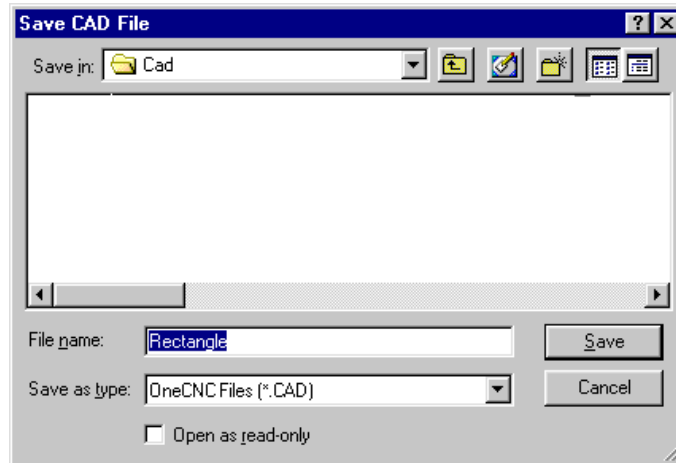 Save CAD File
Save in: Cad
File name: Rectangle Save
Save as type: OneCNC Files (*.CAD) Cancel
Open as read-only